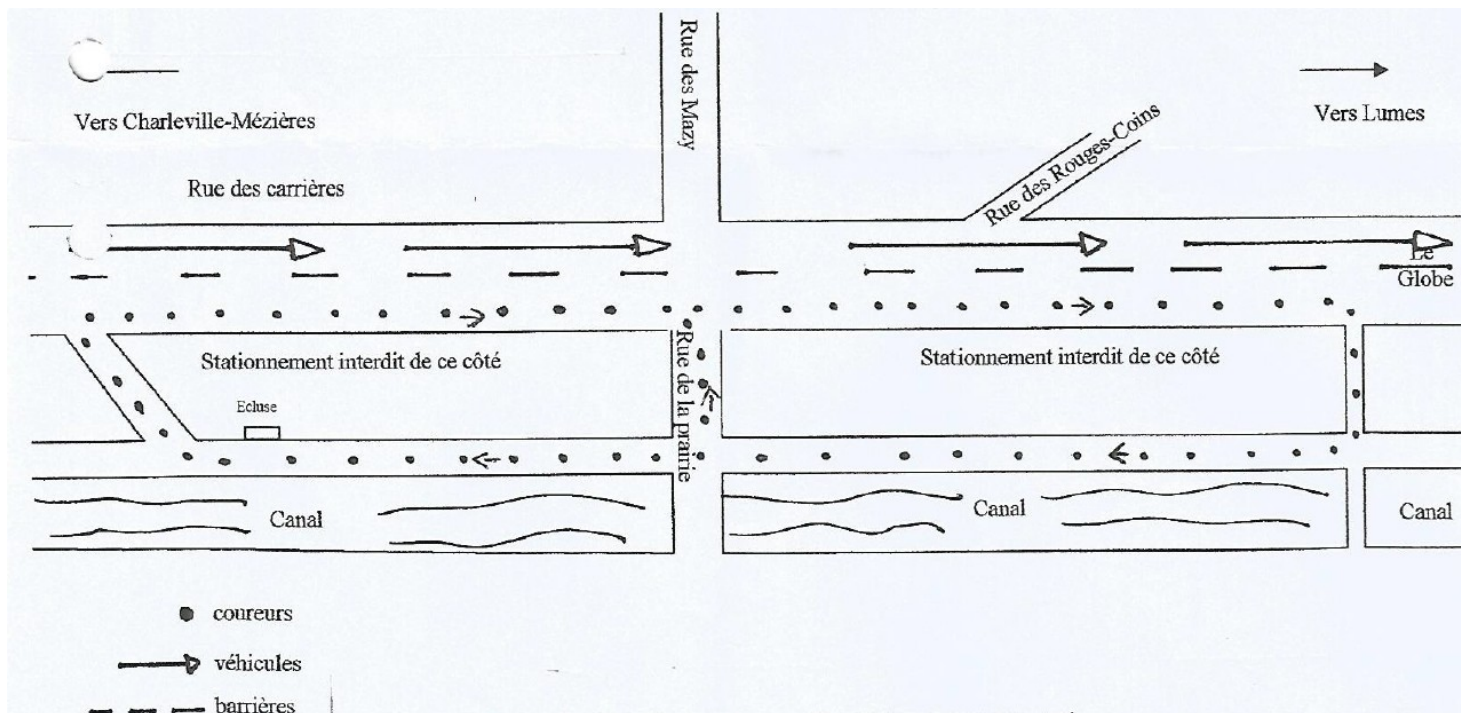 Rue des Mazy
Vers Charleville-Mézières
Vers Lumes
Rue des carrières
Rue des Rouges-Coins
Le
Globe
Stationnement interdit de ce côté
Rue de la prairie
Stationnement interdit de ce côté
Ecluse
Canal
Canal
Canal
coureurs
véhicules
barrières